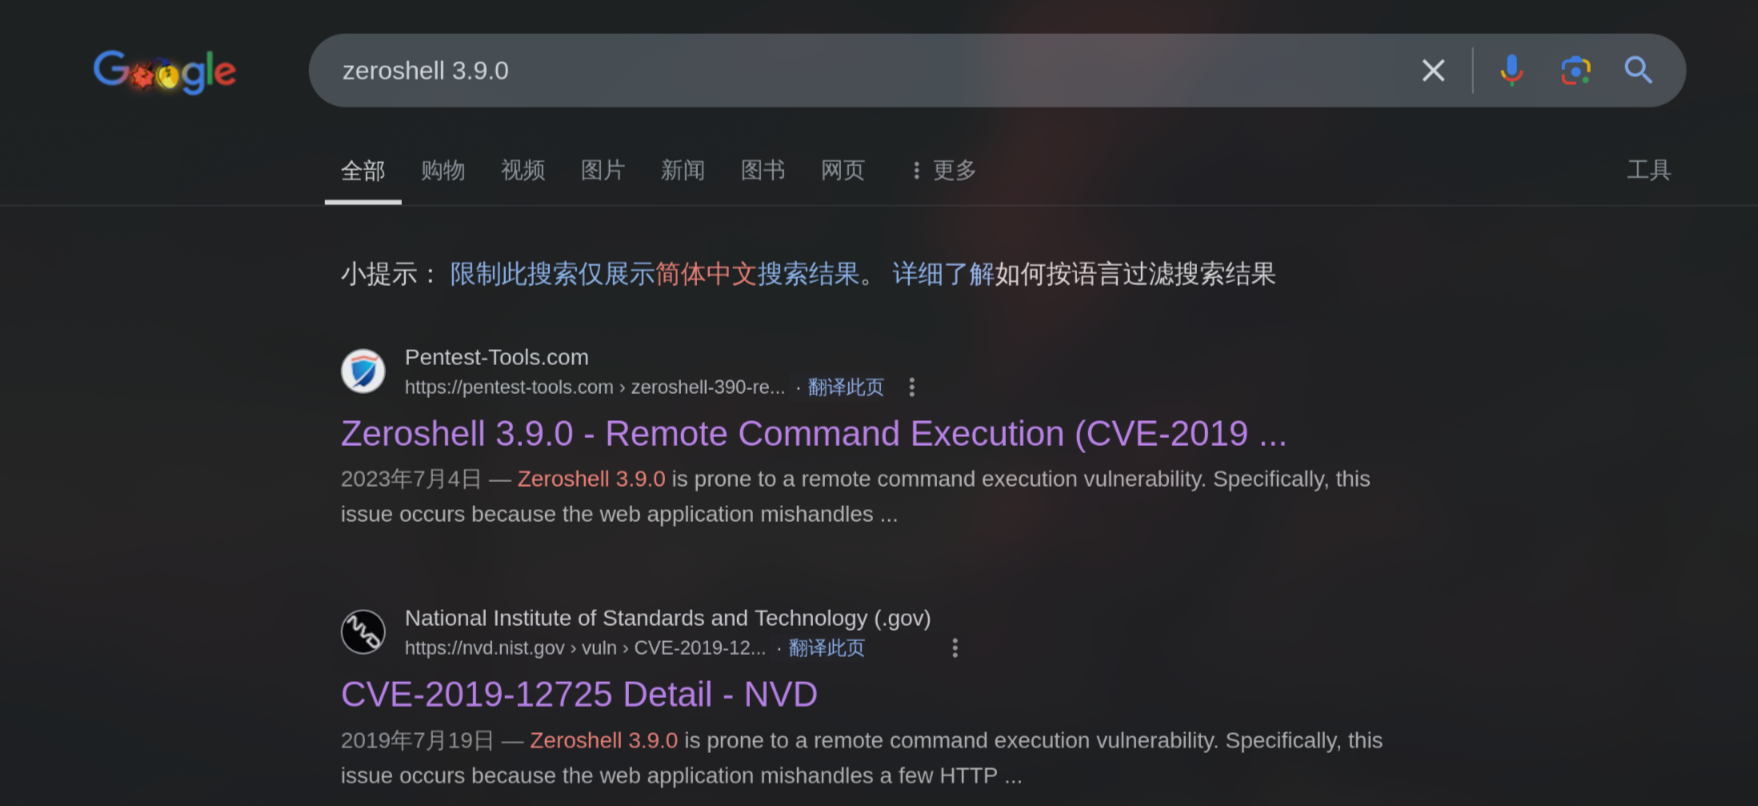 Google
zeroshell 3.9.0
全部 购物 视频 图片 新闻 图书 网页 更多 工具
小提示： 限制此搜索仅展示简体中文搜索结果。 详细了解如何按语言过滤搜索结果
Pentest-Tools.com
https://pentest-tools.com › zeroshell-390-re... · 翻译此页
Zeroshell 3.9.0 - Remote Command Execution (CVE-2019 ...
2023年7月4日 — Zeroshell 3.9.0 is prone to a remote command execution vulnerability. Specifically, this
issue occurs because the web application mishandles ...
National Institute of Standards and Technology (.gov)
https://nvd.nist.gov › vuln › CVE-2019-12... · 翻译此页
CVE-2019-12725 Detail - NVD
2019年7月19日 — Zeroshell 3.9.0 is prone to a remote command execution vulnerability. Specifically, this
issue occurs because the web application mishandles a few HTTP ...